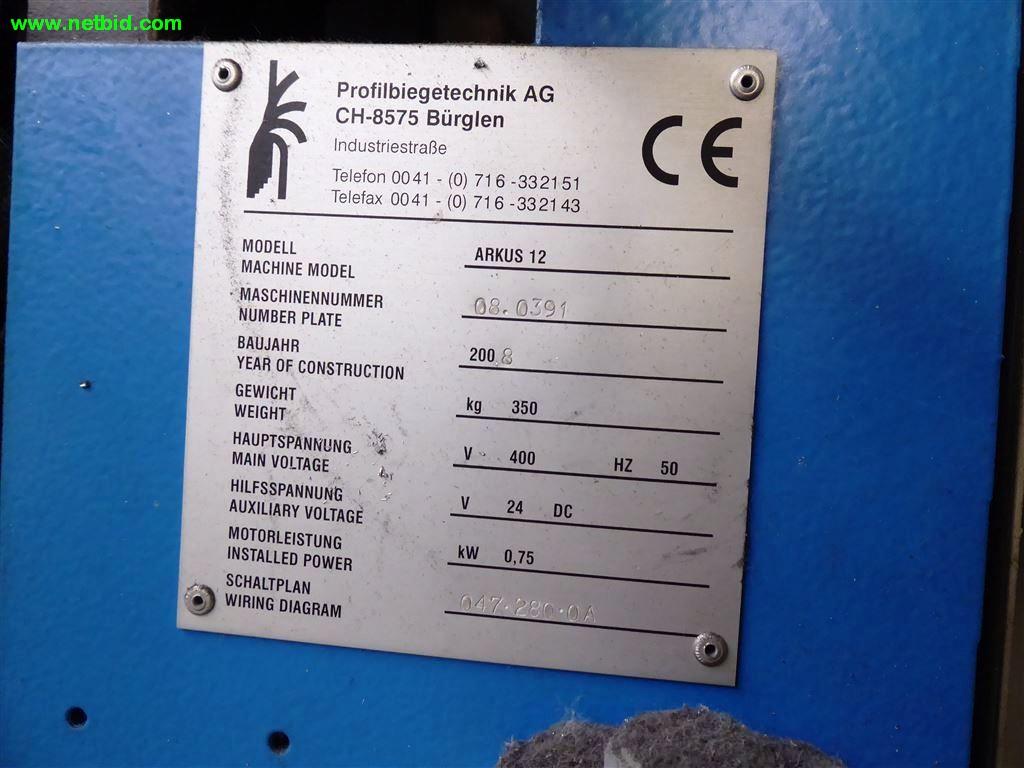 www.netbid.com
Profilbiegetechnik AG
CH-8575 Bürglen
Industriestraße
Telefon 0041 - (0) 716 -332151
Telefax 0041 - (0) 716 -332143
CE
MODELL
MACHINE MODEL
ARKUS 12
MASCHINENNUMMER
NUMBER PLATE
08.0391
BAUJAHR
YEAR OF CONSTRUCTION
200 8
GEWICHT
WEIGHT
kg 350
HAUPTSPANNUNG
MAIN VOLTAGE
V 400 HZ 50
HILFSSPANNUNG
AUXILIARY VOLTAGE
V 24 DC
MOTORLEISTUNG
INSTALLED POWER
kW 0,75
SCHALTPLAN
WIRING DIAGRAM
047.280.0A